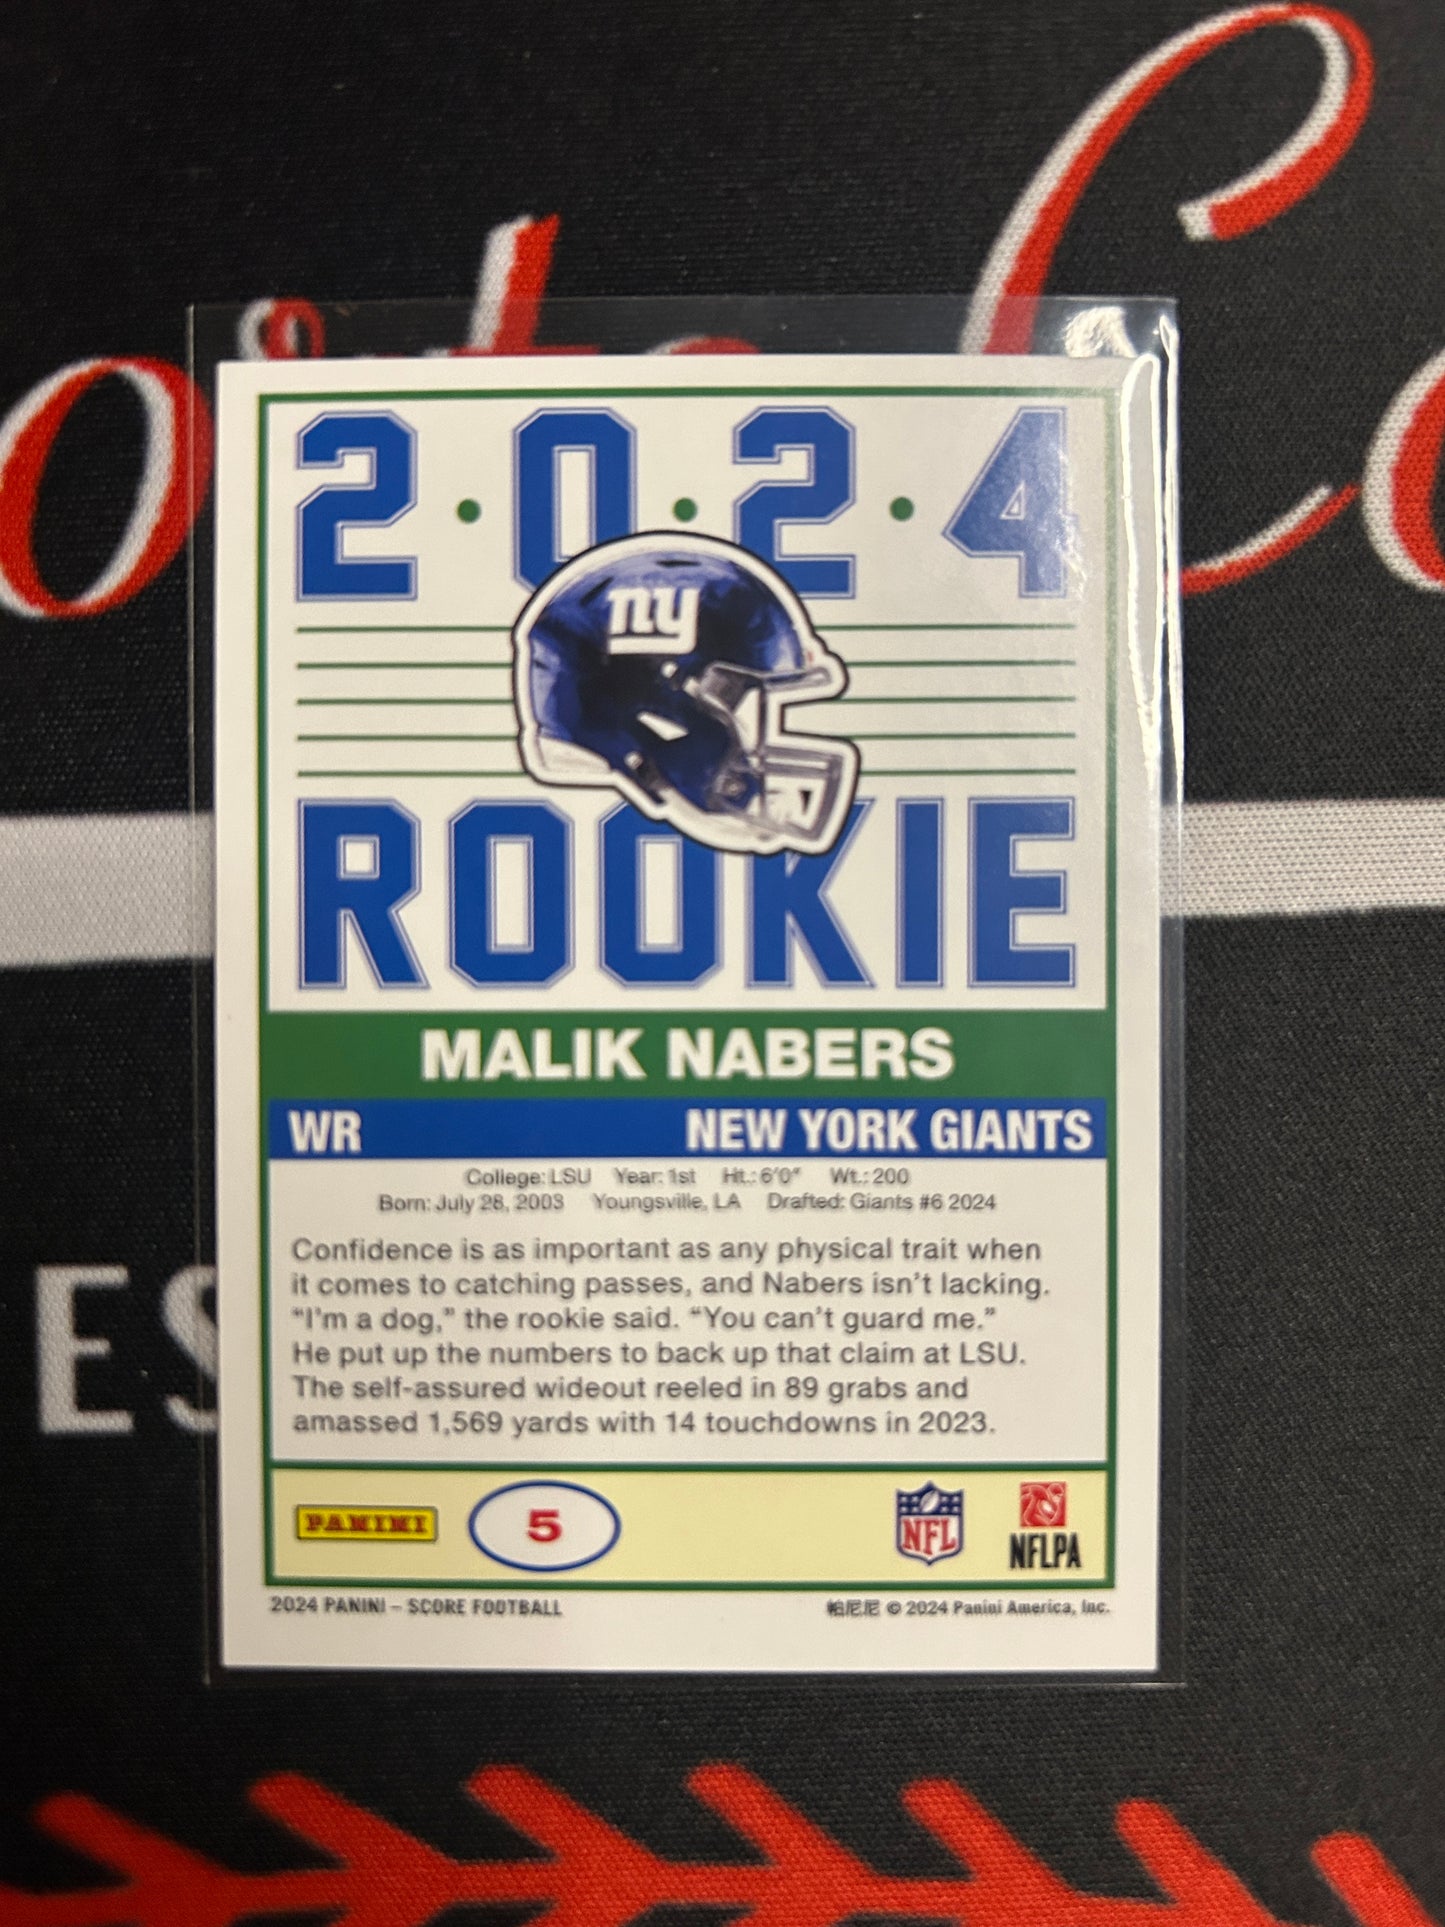 2·0·2·4
ny
ROOKIE
MALIK NABERS
WR NEW YORK GIANTS
College: LSU Year: 1st Ht.: 6'0" Wt.: 200
Born: July 28, 2003 Youngsville, LA Drafted: Giants #6 2024
Confidence is as important as any physical trait when
it comes to catching passes, and Nabers isn't lacking.
"I'm a dog," the rookie said. "You can't guard me."
He put up the numbers to back up that claim at LSU.
The self-assured wideout reeled in 89 grabs and
amassed 1,569 yards with 14 touchdowns in 2023.
PANINI 5 NFL NFLPA
2024 PANINI – SCORE FOOTBALL 帕尼尼 © 2024 Panini America, Inc.
ES